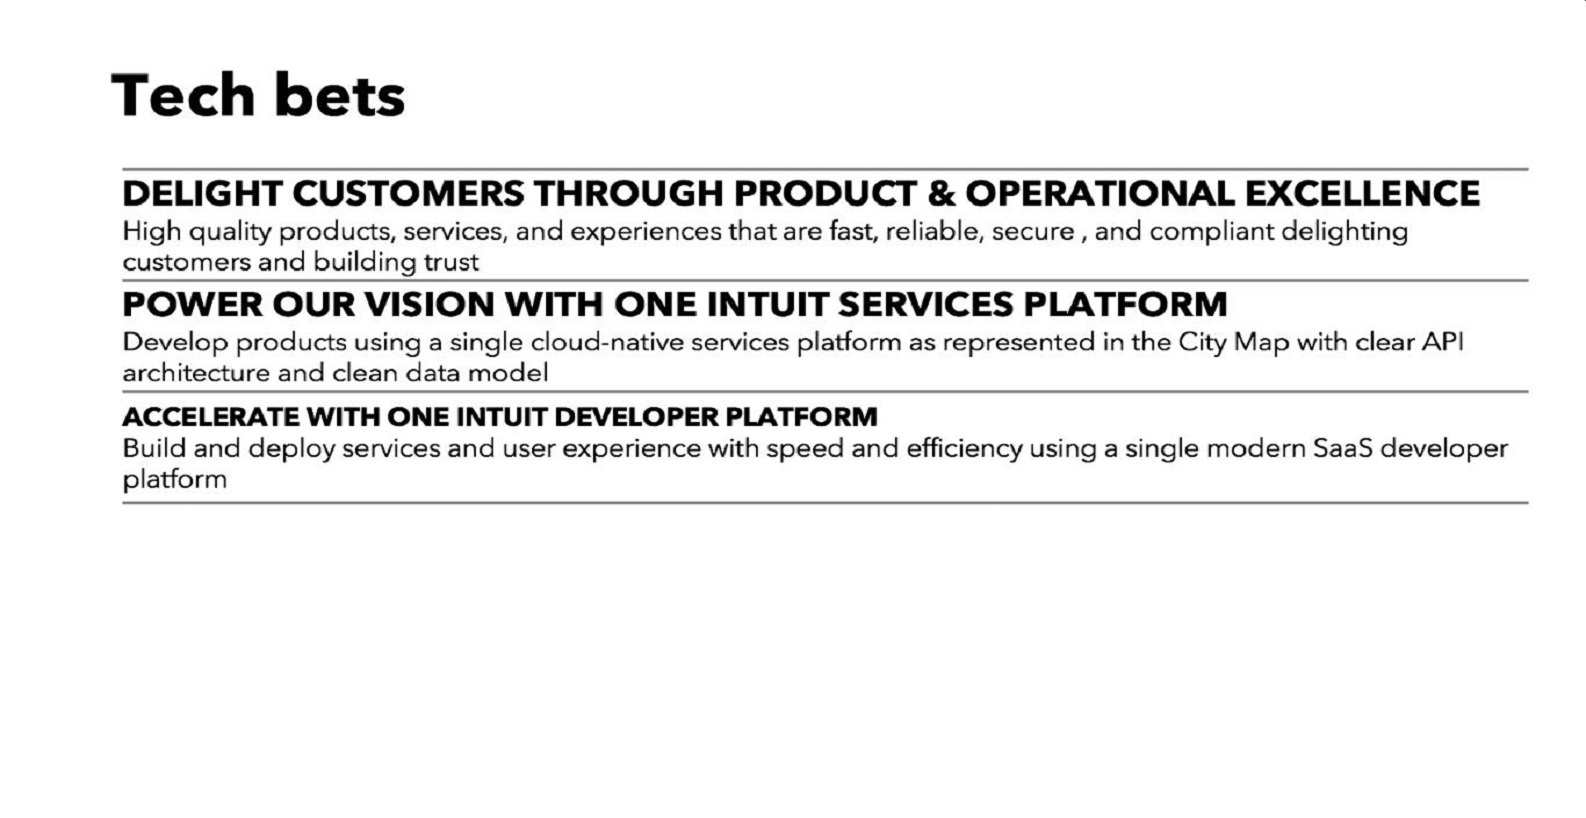 Tech bets
DELIGHT CUSTOMERS THROUGH PRODUCT & OPERATIONAL EXCELLENCE
High quality products, services, and experiences that are fast, reliable, secure , and compliant delighting
customers and building trust
POWER OUR VISION WITH ONE INTUIT SERVICES PLATFORM
Develop products using a single cloud-native services platform as represented in the City Map with clear API
architecture and clean data model
ACCELERATE WITH ONE INTUIT DEVELOPER PLATFORM
Build and deploy services and user experience with speed and efficiency using a single modern SaaS developer
platform